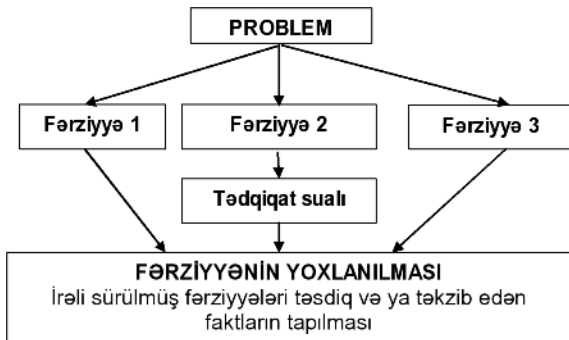 PROBLEM
Fərziyyə 1
Fərziyyə 2
Fərziyyə 3
Tədqiqat sualı
FƏRZİYYƏNİN YOXLANILMASI
İrəli sürülmüş fərziyyələri təsdiq və ya təkzib edən
faktların tapılması